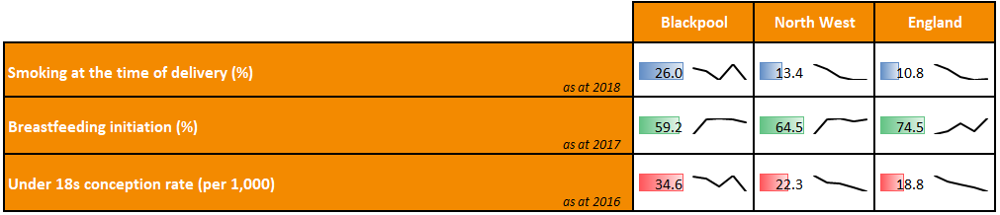 Blackpool North West England
Smoking at the time of delivery (%) 26.0 13.4 10.8
as at 2018
Breastfeeding initiation (%) 59.2 64.5 74.5
as at 2017
Under 18s conception rate (per 1,000) 34.6 22.3 18.8
as at 2016